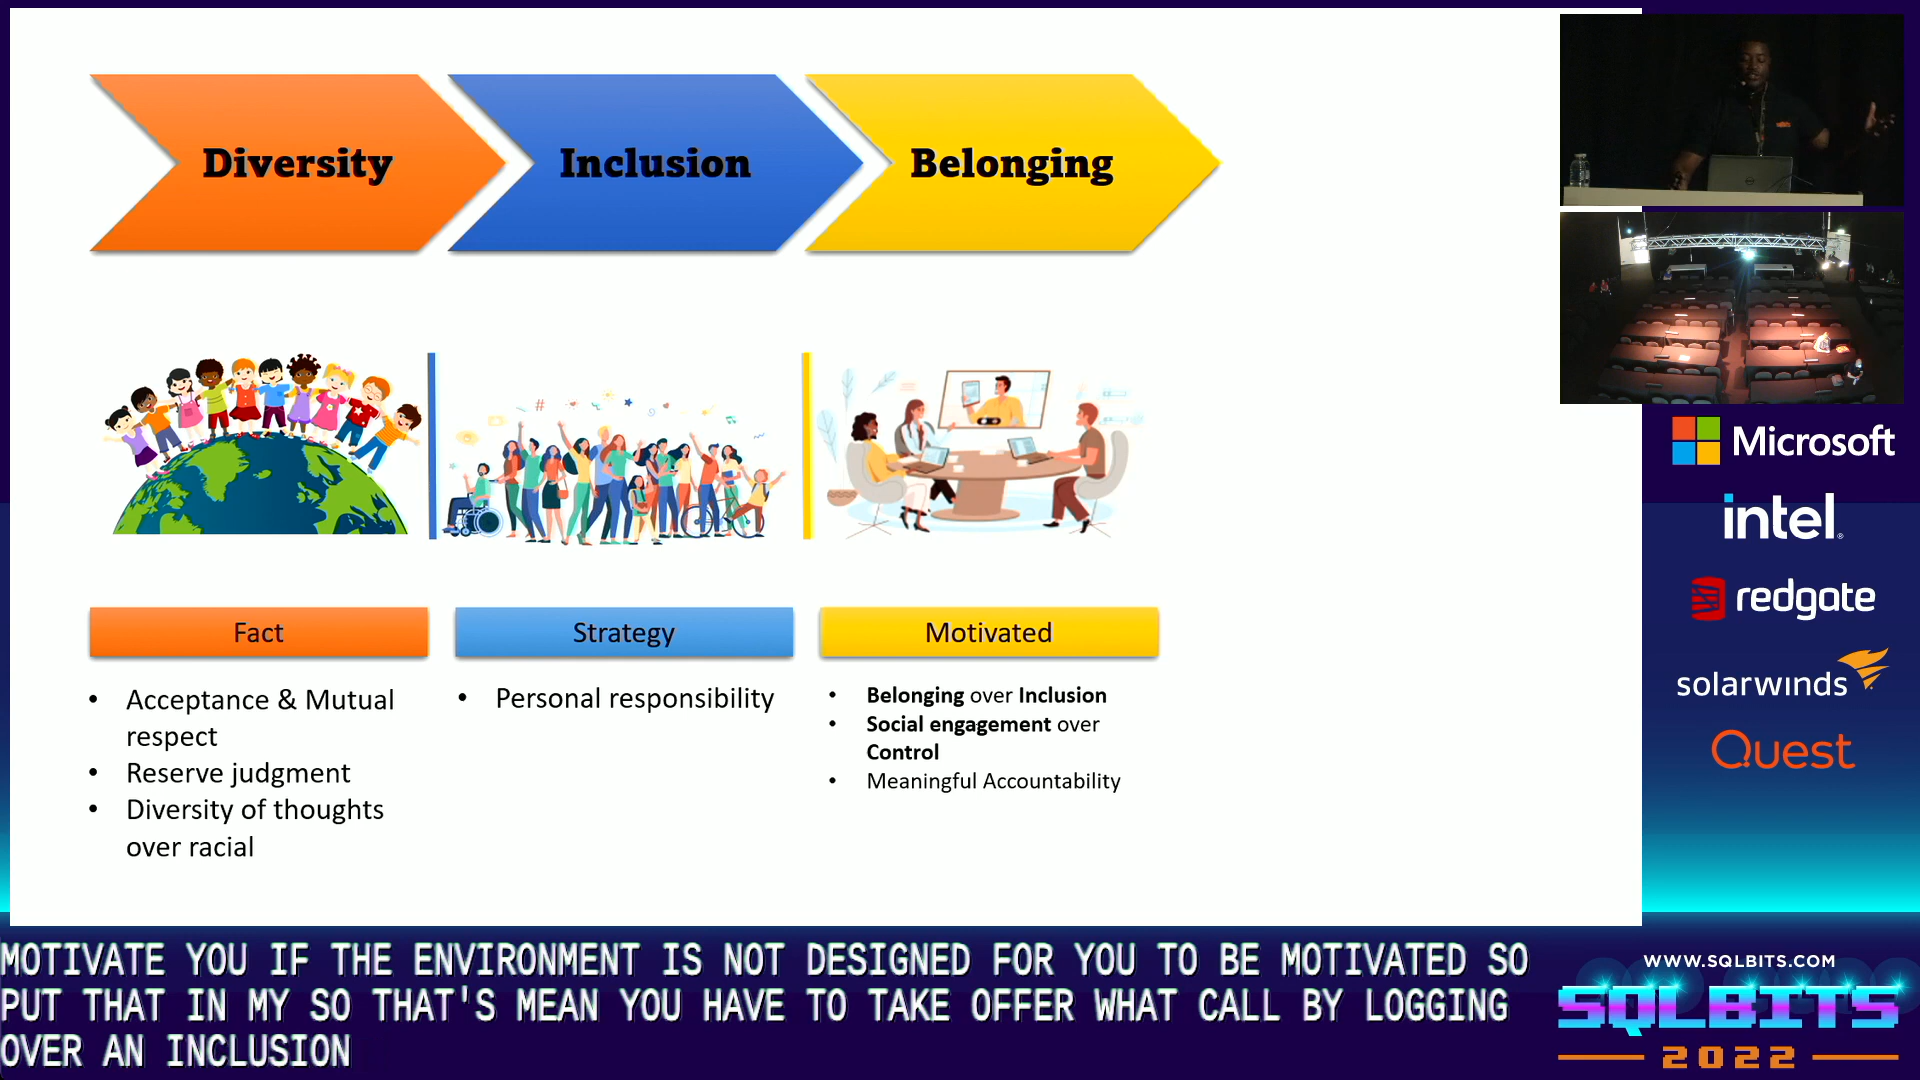 Diversity
Inclusion
Belonging
#
Fact
Strategy
Motivated
• Acceptance & Mutual
respect
• Reserve judgment
• Diversity of thoughts
over racial
• Personal responsibility
• Belonging over Inclusion
• Social engagement over
Control
• Meaningful Accountability
Microsoft
intel
redgate
solarwinds
Quest
MOTIVATE YOU IF THE ENVIRONMENT IS NOT DESIGNED FOR YOU TO BE MOTIVATED SO
PUT THAT IN MY SO THAT'S MEAN YOU HAVE TO TAKE OFFER WHAT CALL BY LOGGING
OVER AN INCLUSION
WWW.SQLBITS.COM
SQLBITS
2022